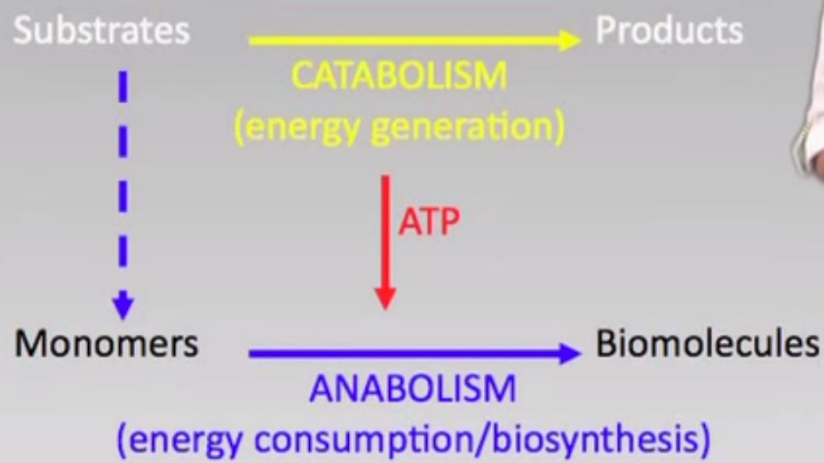 Substrates
Products
CATABOLISM
(energy generation)
ATP
Monomers
Biomolecules
ANABOLISM
(energy consumption/biosynthesis)